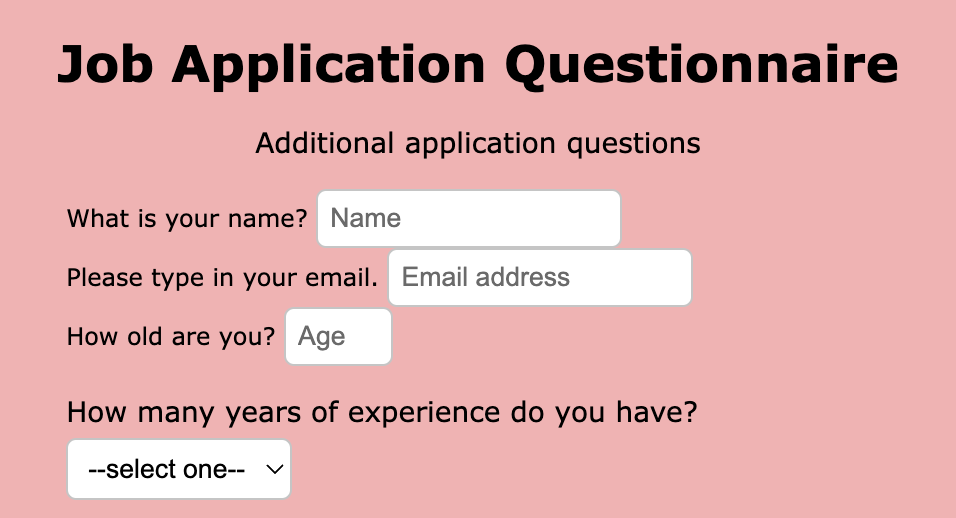 Job Application Questionnaire
Additional application questions
What is your name? Name
Please type in your email. Email address
How old are you? Age
How many years of experience do you have?
--select one--